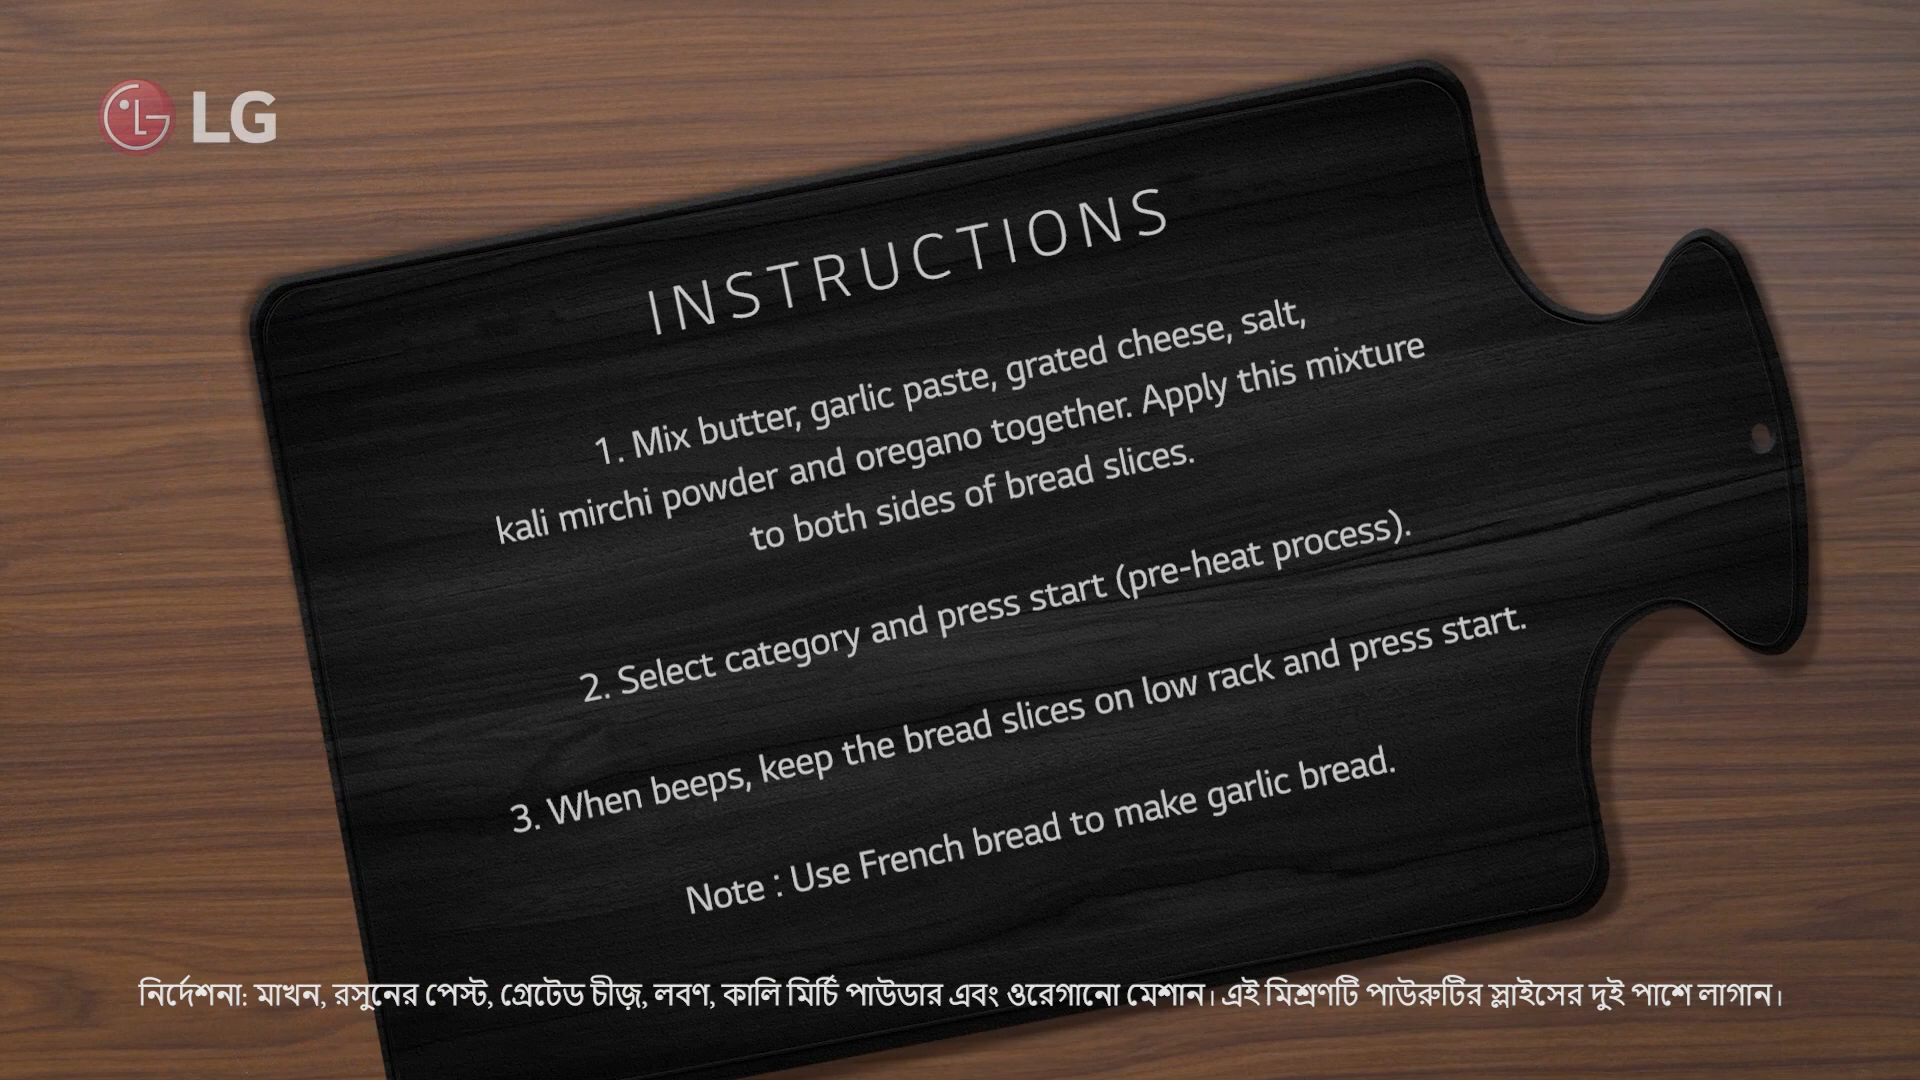 LG
INSTRUCTIONS
1. Mix butter, garlic paste, grated cheese, salt,
kali mirchi powder and oregano together. Apply this mixture
to both sides of bread slices.
2. Select category and press start (pre-heat process).
3. When beeps, keep the bread slices on low rack and press start.
Note : Use French bread to make garlic bread.
নির্দেশনা: মাখন, রসুনের পেস্ট, গ্রেটেড চীজ়, লবণ, কালি মির্চি পাউডার এবং ওরেগানো মেশান। এই মিশ্রণটি পাউরুটির স্লাইসের দুই পাশে লাগান।